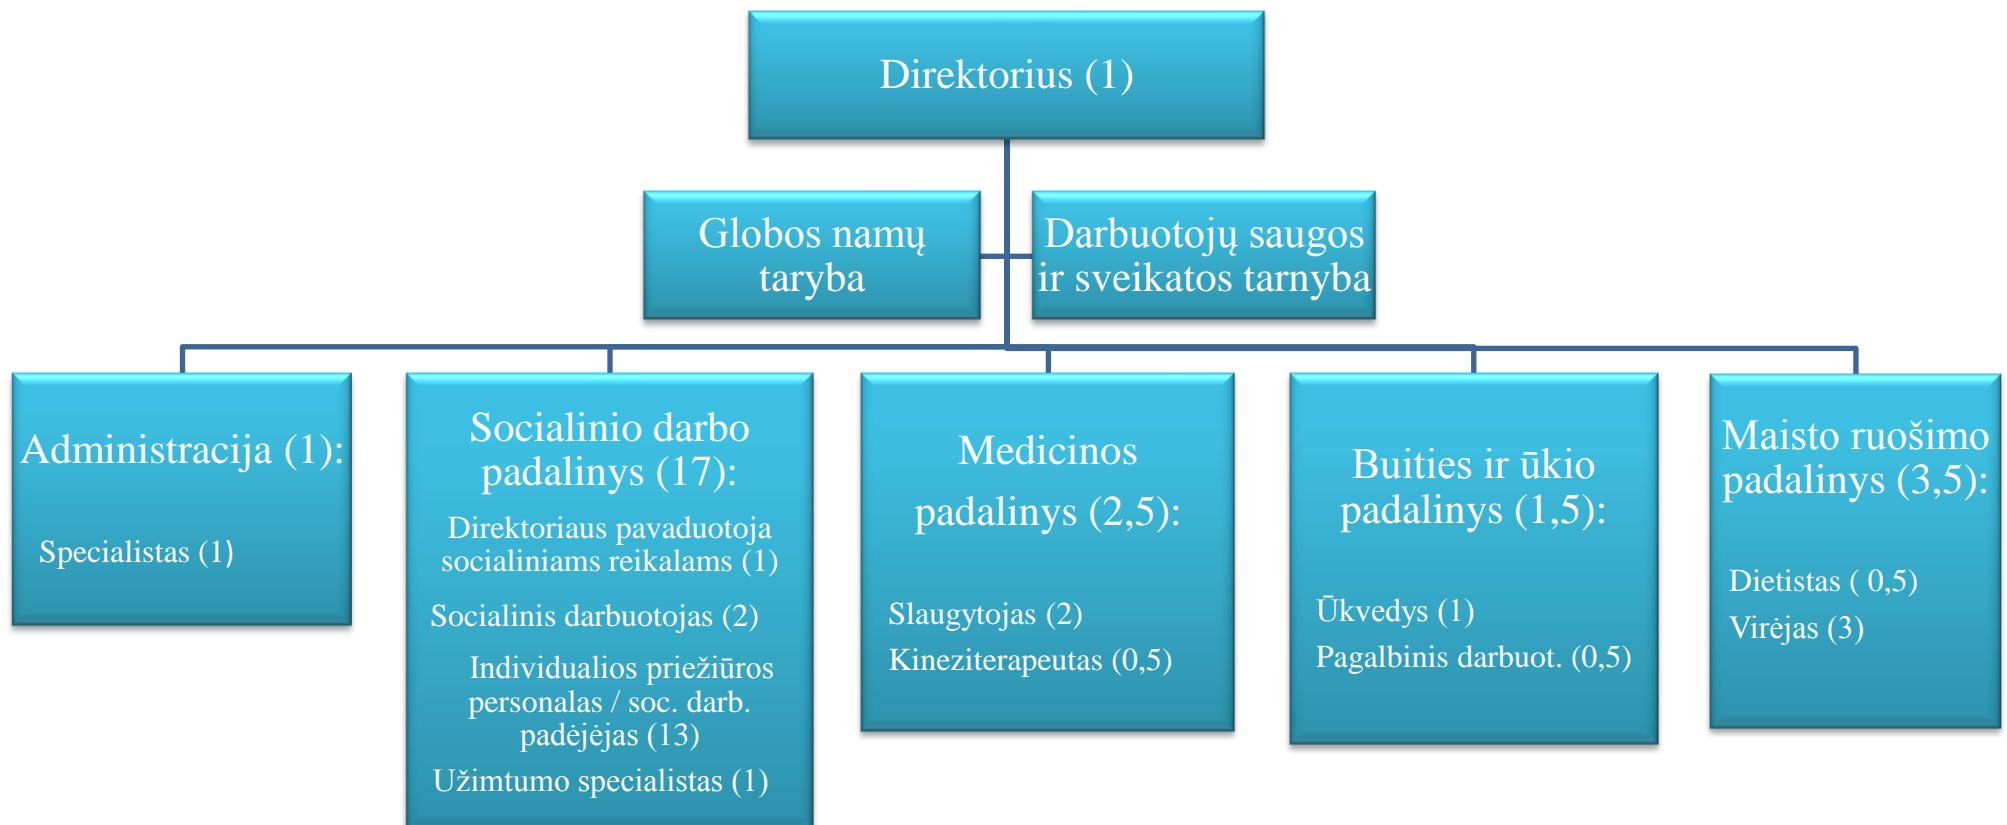 Direktorius (1)
Globos namų
taryba
Darbuotojų saugos
ir sveikatos tarnyba
Administracija (1):
Specialistas (1)
Socialinio darbo
padalinys (17):
Direktoriaus pavaduotoja
socialiniams reikalams (1)
Socialinis darbuotojas (2)
Individualios priežiūros
personalas / soc. darb.
padėjėjas (13)
Užimtumo specialistas (1)
Medicinos
padalinys (2,5):
Slaugytojas (2)
Kineziterapeutas (0,5)
Buities ir ūkio
padalinys (1,5):
Ūkvedys (1)
Pagalbinis darbuot. (0,5)
Maisto ruošimo
padalinys (3,5):
Dietistas ( 0,5)
Virėjas (3)